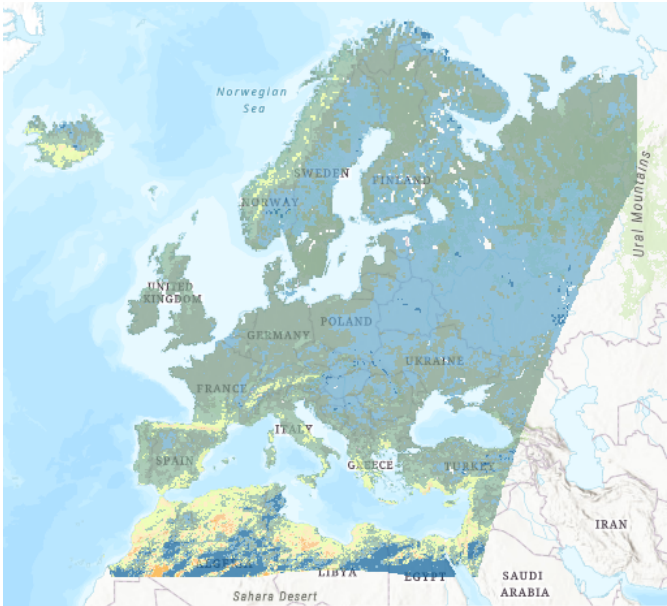 Norwegian
Sea
SWEDEN
FINLAND
NORWAY
Ural Mountains
UNITED
KINGDOM
POLAND
GERMANY
UKRAINE
FRANCE
ITALY
SPAIN
GREECE
TURKEY
IRAN
ALGERIA
LIBYA
EGYPT
SAUDI
ARABIA
Sahara Desert